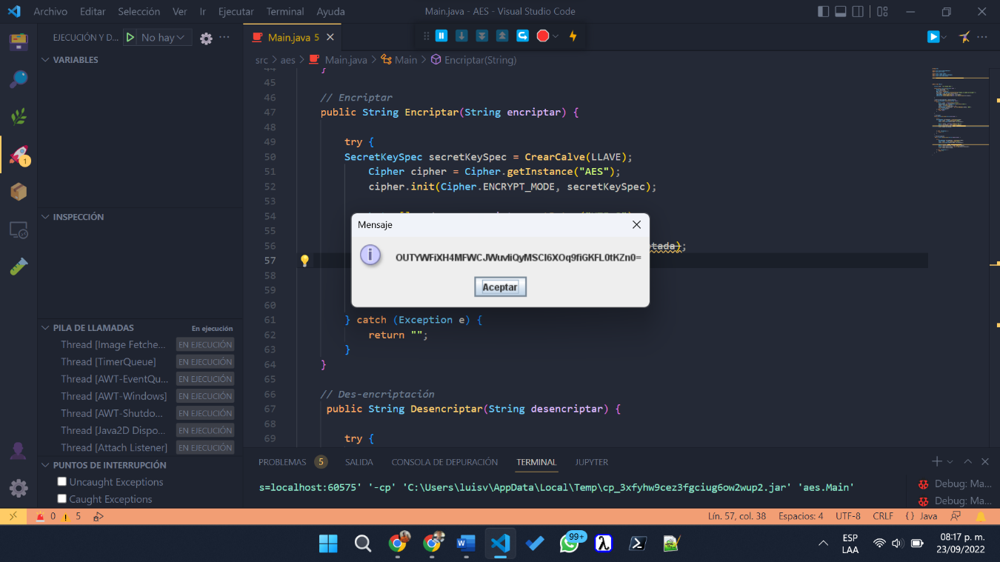 Archivo Editar Selección Ver Ir Ejecutar Terminal Ayuda
Main.java - AES - Visual Studio Code
EJECUCIÓN Y D... No hay
Main.java 5
VARIABLES
src > aes > Main.java > Main > Encriptar(String)
44 }
45
46 // Encriptar
47 public String Encriptar(String encriptar) {
48
49 try {
50 SecretKeySpec secretKeySpec = CrearCalve(LLAVE);
51 Cipher cipher = Cipher.getInstance("AES");
52 cipher.init(Cipher.ENCRYPT_MODE, secretKeySpec);
53
54
55
56 tada);
57
58
59
60
61 } catch (Exception e) {
62 return "";
63 }
64 }
65
66 // Des-encriptación
67 public String Desencriptar(String desencriptar) {
68
69 try {
Mensaje
Aceptar
1
INSPECCIÓN
PILA DE LLAMADAS En ejecución
Thread [Image Fetche... EN EJECUCIÓN
Thread [TimerQueue] EN EJECUCIÓN
Thread [AWT-EventQu... EN EJECUCIÓN
Thread [AWT-Windows] EN EJECUCIÓN
Thread [AWT-Shutdo... EN EJECUCIÓN
Thread [Java2D Dispo... EN EJECUCIÓN
Thread [Attach Listener] EN EJECUCIÓN
PUNTOS DE INTERRUPCIÓN
Uncaught Exceptions
Caught Exceptions
PROBLEMAS 5 SALIDA CONSOLA DE DEPURACIÓN TERMINAL JUPYTER
s=localhost:60575' '-cp' 'C:\Users\luisv\AppData\Local\Temp\cp_3xfyhw9cez3fgciug6ow2wup2.jar' 'aes.Main'
Debug: Ma...
Debug: Ma...
0 5
Lín. 57, col. 38 Espacios: 4 UTF-8 CRLF {} Java
99+
ESP
LAA
08:17 p. m.
23/09/2022